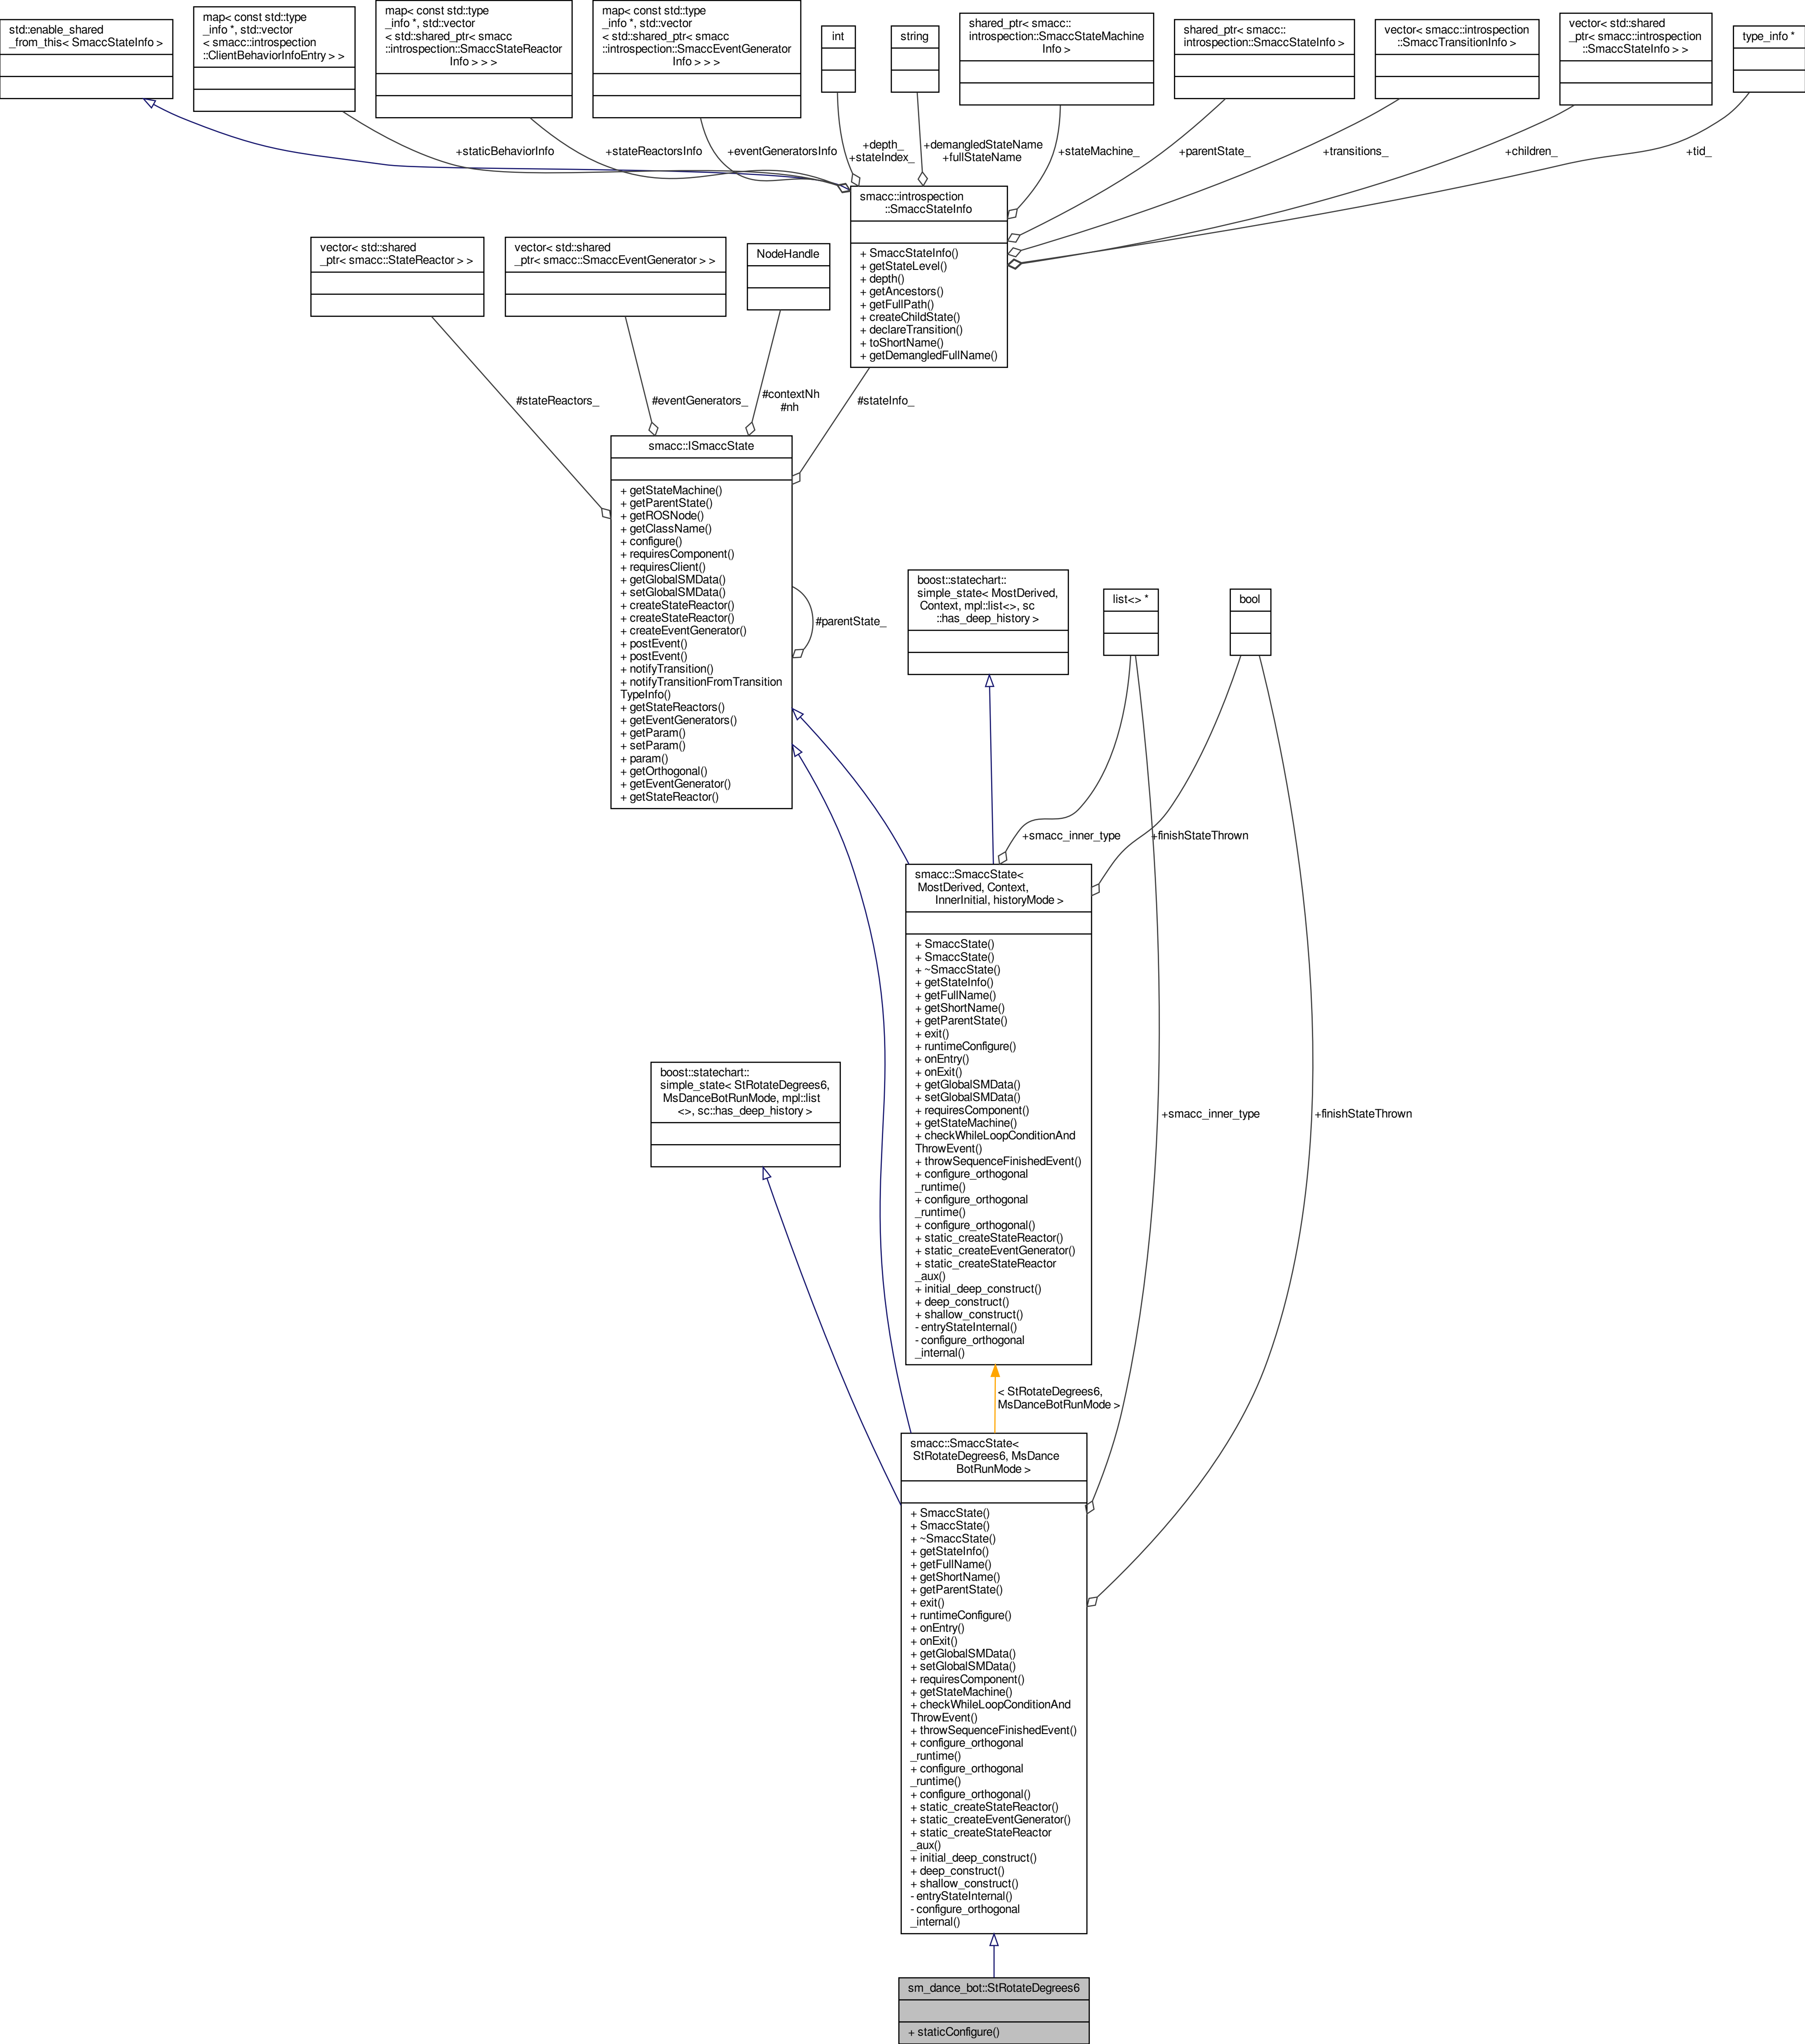 std::enable_shared
_from_this< SmaccStateInfo >
map< const std::type
_info *, std::vector
< smacc::introspection
::ClientBehaviorInfoEntry > >
map< const std::type
_info *, std::vector
< std::shared_ptr< smacc
::introspection::SmaccStateReactor
Info > > >
map< const std::type
_info *, std::vector
< std::shared_ptr< smacc
::introspection::SmaccEventGenerator
Info > > >
int
string
shared_ptr< smacc::
introspection::SmaccStateMachine
Info >
shared_ptr< smacc::
introspection::SmaccStateInfo >
vector< smacc::introspection
::SmaccTransitionInfo >
vector< std::shared
_ptr< smacc::introspection
::SmaccStateInfo > >
type_info *
+staticBehaviorInfo
+stateReactorsInfo
+eventGeneratorsInfo
+depth_
+stateIndex_
+demangledStateName
+fullStateName
+stateMachine_
+parentState_
+transitions_
+children_
+tid_
smacc::introspection
::SmaccStateInfo
+ SmaccStateInfo()
+ getStateLevel()
+ depth()
+ getAncestors()
+ getFullPath()
+ createChildState()
+ declareTransition()
+ toShortName()
+ getDemangledFullName()
vector< std::shared
_ptr< smacc::StateReactor > >
vector< std::shared
_ptr< smacc::SmaccEventGenerator > >
NodeHandle
#stateReactors_
#eventGenerators_
#contextNh
#nh
#stateInfo_
smacc::ISmaccState
+ getStateMachine()
+ getParentState()
+ getROSNode()
+ getClassName()
+ configure()
+ requiresComponent()
+ requiresClient()
+ getGlobalSMData()
+ setGlobalSMData()
+ createStateReactor()
+ createStateReactor()
+ createEventGenerator()
+ postEvent()
+ postEvent()
+ notifyTransition()
+ notifyTransitionFromTransition
TypeInfo()
+ getStateReactors()
+ getEventGenerators()
+ getParam()
+ setParam()
+ param()
+ getOrthogonal()
+ getEventGenerator()
+ getStateReactor()
#parentState_
boost::statechart::
simple_state< MostDerived,
Context, mpl::list<>, sc
::has_deep_history >
list<> *
bool
+smacc_inner_type
+finishStateThrown
smacc::SmaccState<
MostDerived, Context,
InnerInitial, historyMode >
+ SmaccState()
+ SmaccState()
+ ~SmaccState()
+ getStateInfo()
+ getFullName()
+ getShortName()
+ getParentState()
+ exit()
+ runtimeConfigure()
+ onEntry()
+ onExit()
+ getGlobalSMData()
+ setGlobalSMData()
+ requiresComponent()
+ getStateMachine()
+ checkWhileLoopConditionAnd
ThrowEvent()
+ throwSequenceFinishedEvent()
+ configure_orthogonal
_runtime()
+ configure_orthogonal
_runtime()
+ configure_orthogonal()
+ static_createStateReactor()
+ static_createEventGenerator()
+ static_createStateReactor
_aux()
+ initial_deep_construct()
+ deep_construct()
+ shallow_construct()
- entryStateInternal()
- configure_orthogonal
_internal()
boost::statechart::
simple_state< StRotateDegrees6,
MsDanceBotRunMode, mpl::list
<>, sc::has_deep_history >
+smacc_inner_type
+finishStateThrown
< StRotateDegrees6,
MsDanceBotRunMode >
smacc::SmaccState<
StRotateDegrees6, MsDance
BotRunMode >
+ SmaccState()
+ SmaccState()
+ ~SmaccState()
+ getStateInfo()
+ getFullName()
+ getShortName()
+ getParentState()
+ exit()
+ runtimeConfigure()
+ onEntry()
+ onExit()
+ getGlobalSMData()
+ setGlobalSMData()
+ requiresComponent()
+ getStateMachine()
+ checkWhileLoopConditionAnd
ThrowEvent()
+ throwSequenceFinishedEvent()
+ configure_orthogonal
_runtime()
+ configure_orthogonal
_runtime()
+ configure_orthogonal()
+ static_createStateReactor()
+ static_createEventGenerator()
+ static_createStateReactor
_aux()
+ initial_deep_construct()
+ deep_construct()
+ shallow_construct()
- entryStateInternal()
- configure_orthogonal
_internal()
sm_dance_bot::StRotateDegrees6
+ staticConfigure()